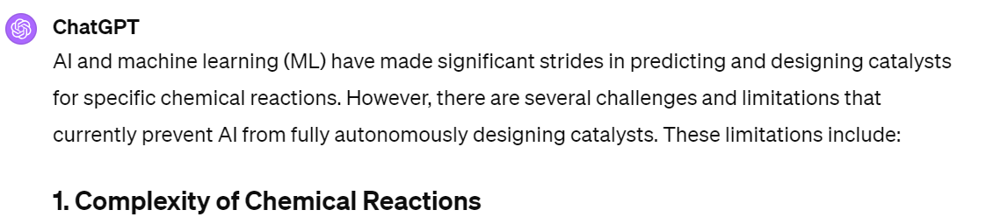 ChatGPT
AI and machine learning (ML) have made significant strides in predicting and designing catalysts
for specific chemical reactions. However, there are several challenges and limitations that
currently prevent AI from fully autonomously designing catalysts. These limitations include:
1. Complexity of Chemical Reactions